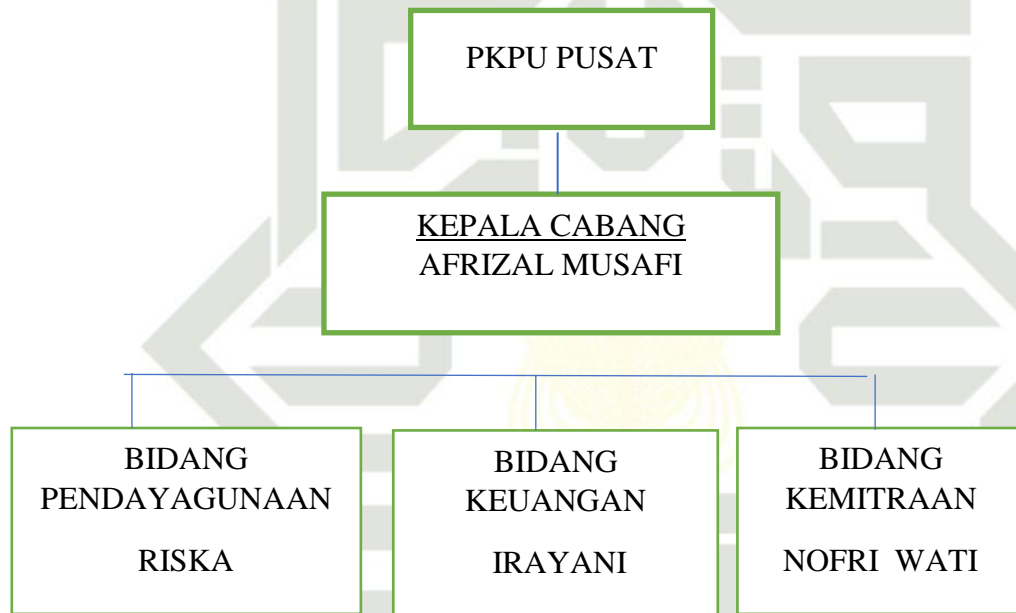 PKPU PUSAT
KEPALA CABANG
AFRIZAL MUSAFI
BIDANG
PENDAYAGUNAAN
RISKA
BIDANG
KEUANGAN
IRAYANI
BIDANG
KEMITRAAN
NOFRI WATI